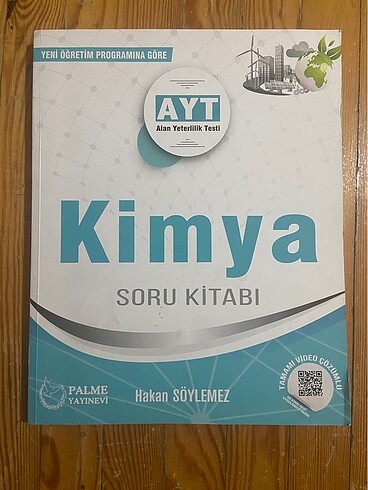 YENİ ÖĞRETİM PROGRAMINA GÖRE
AYT
Alan Yeterlilik Testi
Kimya
SORU KİTABI
TAMAMI VİDEO ÇÖZÜMLÜ
PALME
YAYINEVİ
Hakan SÖYLEMEZ